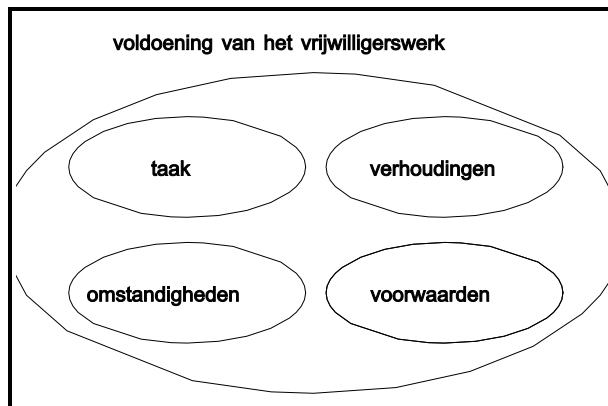 voldoening van het vrijwilligerswerk
taak
verhoudingen
omstandigheden
voorwaarden